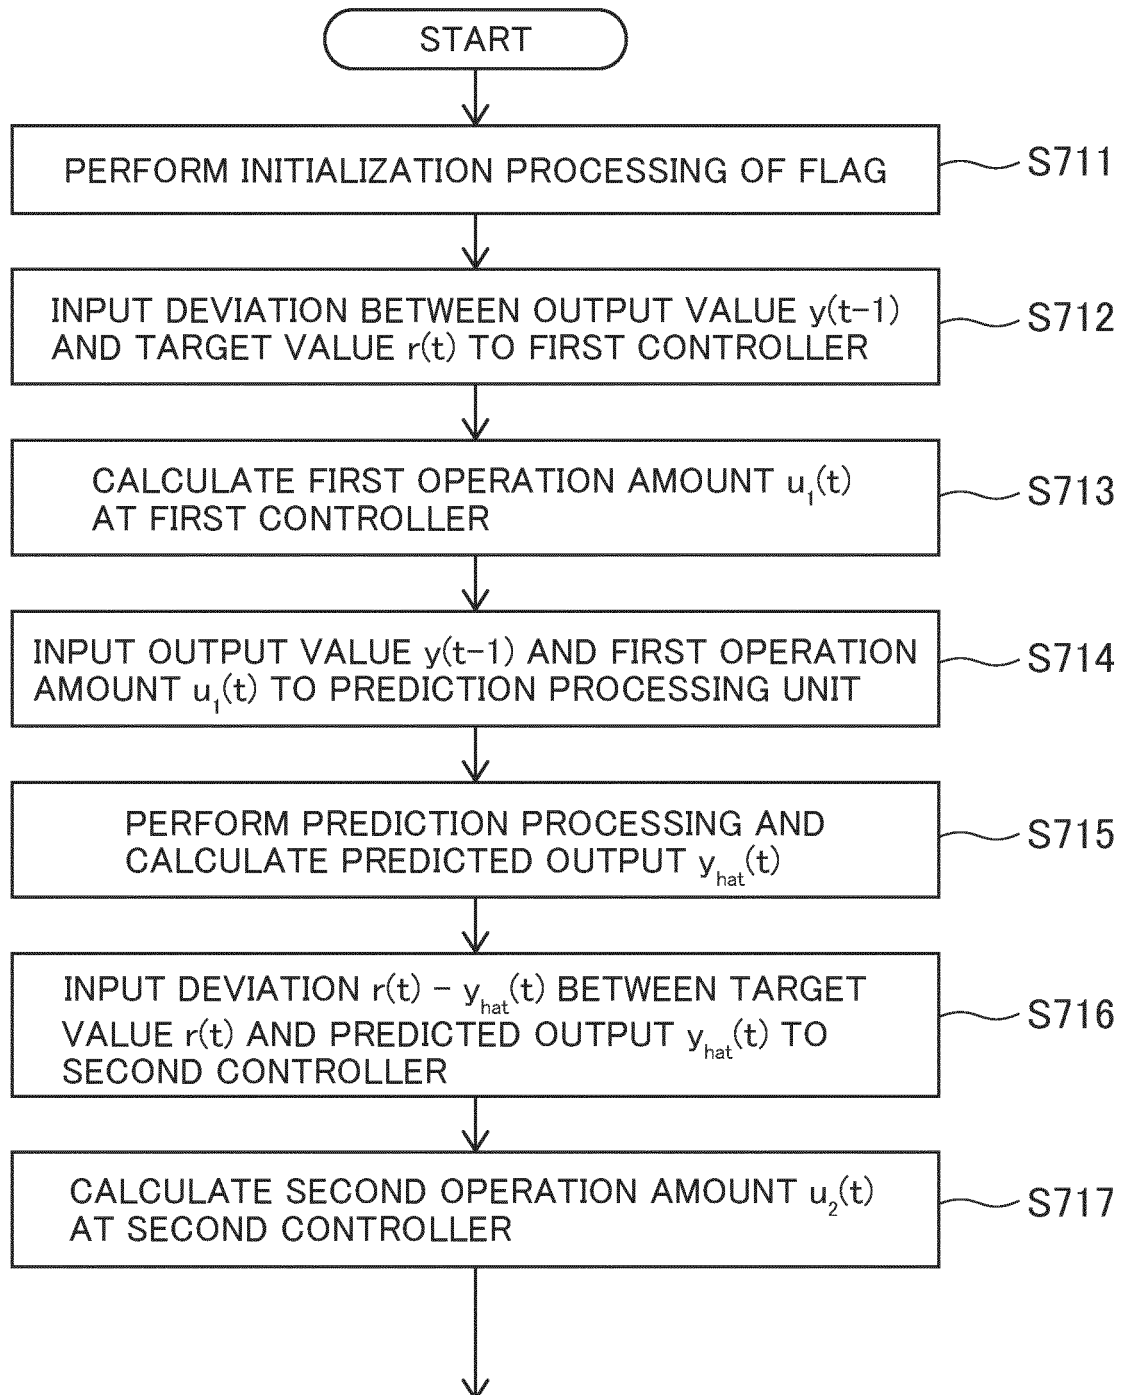 START
PERFORM INITIALIZATION PROCESSING OF FLAG
S711
INPUT DEVIATION BETWEEN OUTPUT VALUE y(t-1)
AND TARGET VALUE r(t) TO FIRST CONTROLLER
S712
CALCULATE FIRST OPERATION AMOUNT u₁(t)
AT FIRST CONTROLLER
S713
INPUT OUTPUT VALUE y(t-1) AND FIRST OPERATION
AMOUNT u₁(t) TO PREDICTION PROCESSING UNIT
S714
PERFORM PREDICTION PROCESSING AND
CALCULATE PREDICTED OUTPUT y_hat(t)
S715
INPUT DEVIATION r(t) - y_hat(t) BETWEEN TARGET
VALUE r(t) AND PREDICTED OUTPUT y_hat(t) TO
SECOND CONTROLLER
S716
CALCULATE SECOND OPERATION AMOUNT u₂(t)
AT SECOND CONTROLLER
S717